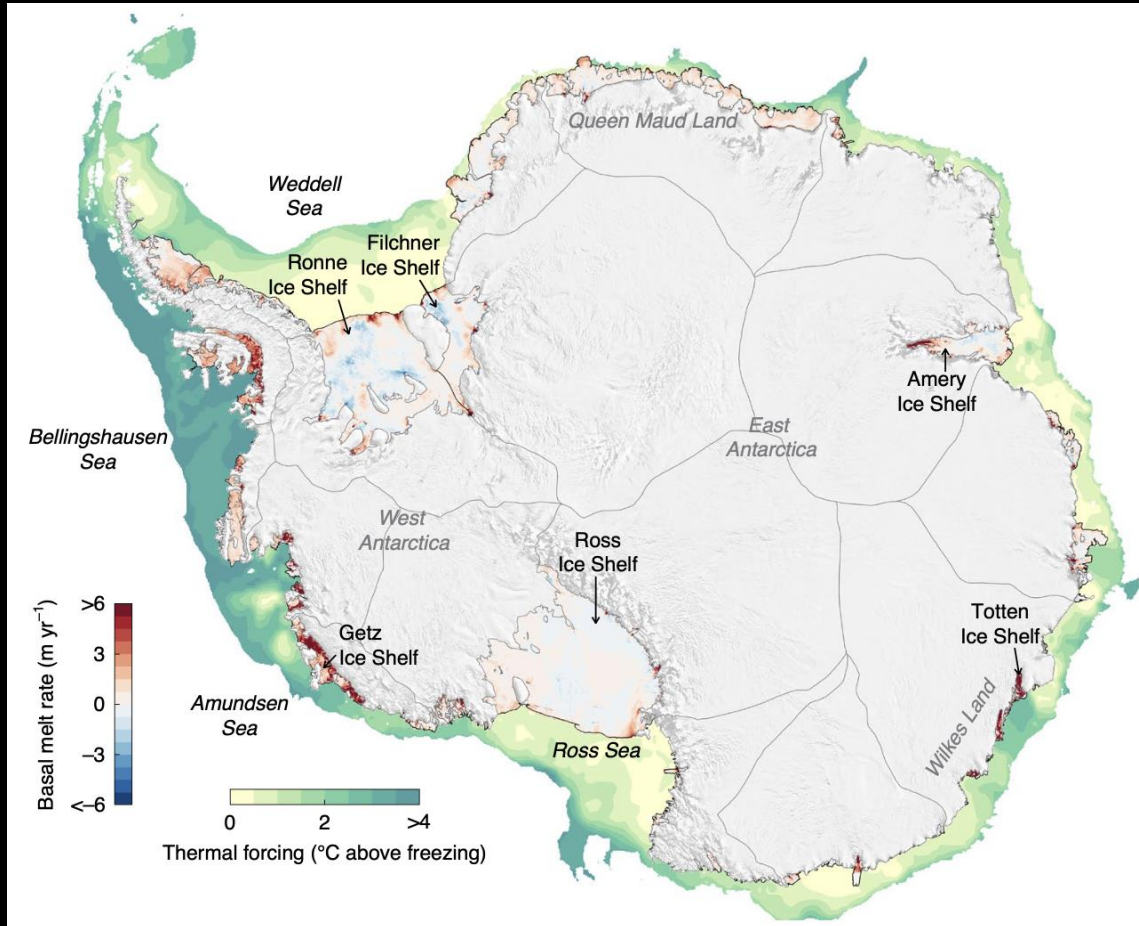 Queen Maud Land
Weddell
Sea
Filchner
Ice Shelf
Ronne
Ice Shelf
Amery
Ice Shelf
Bellingshausen
Sea
East
Antarctica
West
Antarctica
Ross
Ice Shelf
Totten
Ice Shelf
Getz
Ice Shelf
Amundsen
Sea
Ross Sea
Wilkes Land
Basal melt rate (m yr⁻¹)
>6
3
0
−3
<−6
0 2 >4
Thermal forcing (°C above freezing)